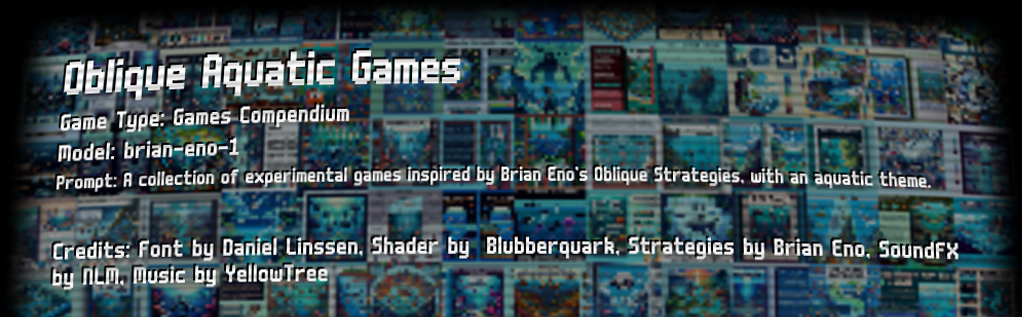 Oblique Aquatic Games
Game Type: Games Compendium
Model: brian-eno-1
Prompt: A collection of experimental games inspired by Brian Eno's Oblique Strategies, with an aquatic theme.
Credits: Font by Daniel Linssen, Shader by Blubberquark, Strategies by Brian Eno, SoundFX
by NLM, Music by YellowTree